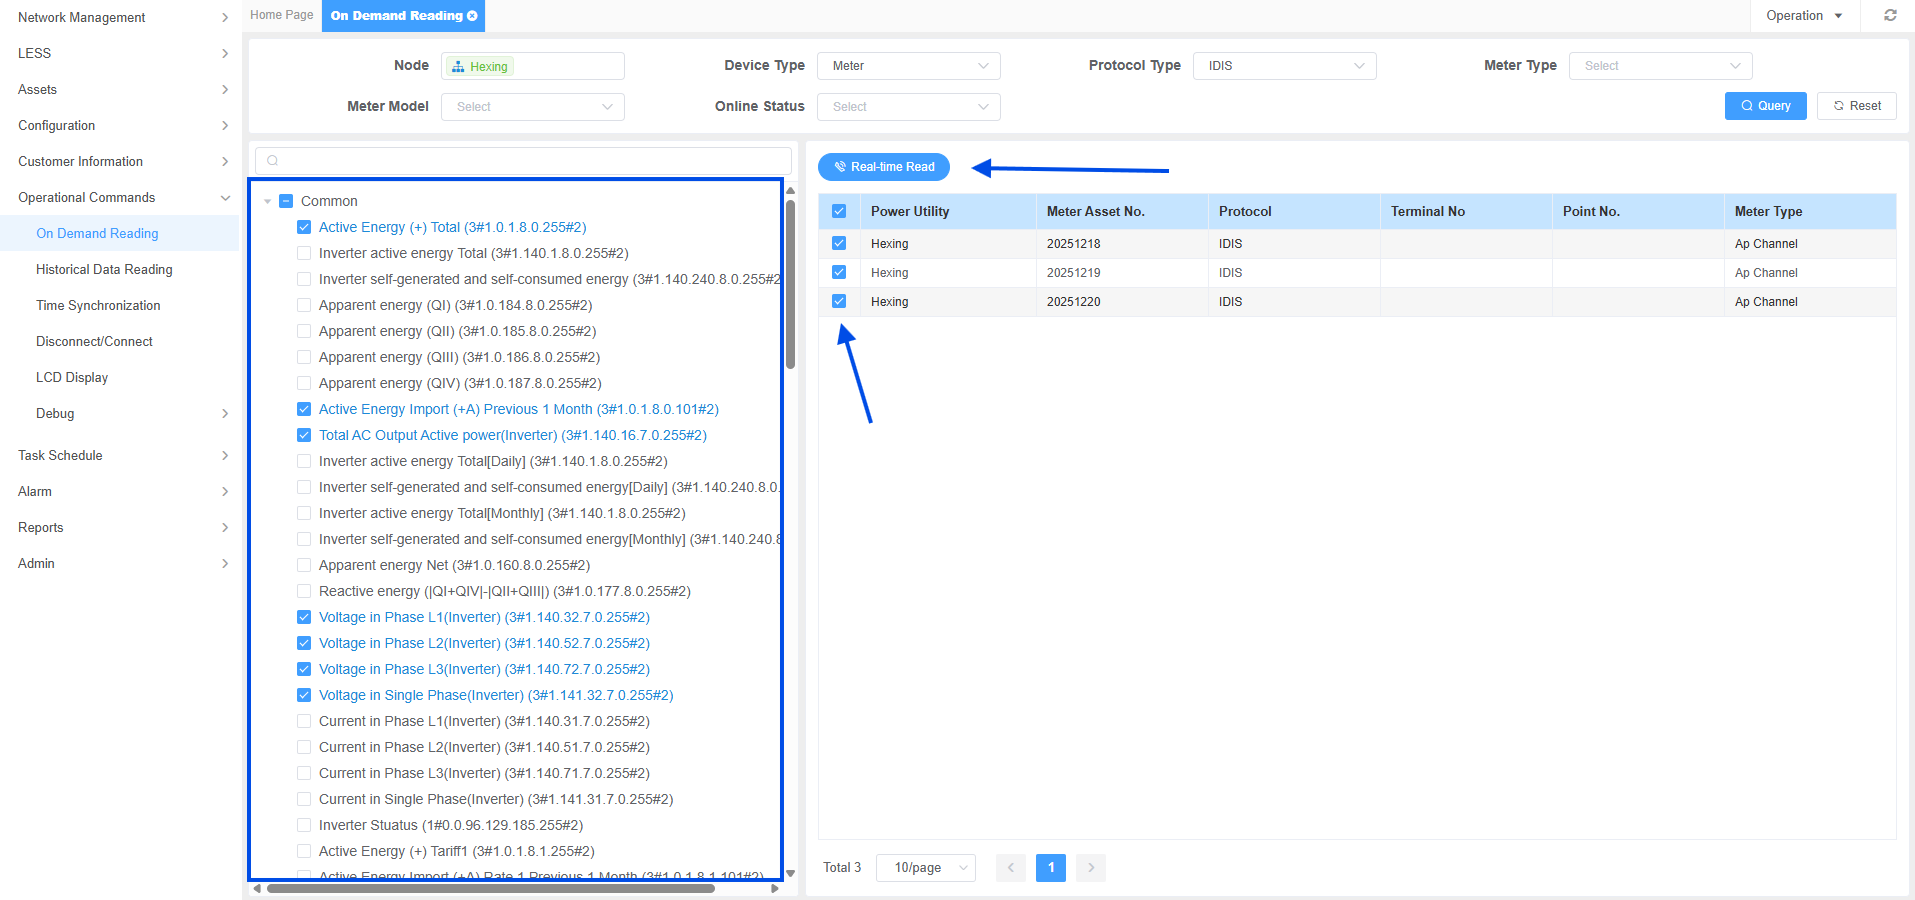 Network Management
LESS
Assets
Configuration
Customer Information
Operational Commands
On Demand Reading
Historical Data Reading
Time Synchronization
Disconnect/Connect
LCD Display
Debug
Task Schedule
Alarm
Reports
Admin
Home Page On Demand Reading Operation
Node Hexing Device Type Meter Protocol Type IDIS Meter Type Select
Meter Model Select Online Status Select Query Reset
Common
Active Energy (+) Total (3#1.0.1.8.0.255#2)
Inverter active energy Total (3#1.140.1.8.0.255#2)
Inverter self-generated and self-consumed energy (3#1.140.240.8.0.255#2
Apparent energy (QI) (3#1.0.184.8.0.255#2)
Apparent energy (QII) (3#1.0.185.8.0.255#2)
Apparent energy (QIII) (3#1.0.186.8.0.255#2)
Apparent energy (QIV) (3#1.0.187.8.0.255#2)
Active Energy Import (+A) Previous 1 Month (3#1.0.1.8.0.101#2)
Total AC Output Active power(Inverter) (3#1.140.16.7.0.255#2)
Inverter active energy Total[Daily] (3#1.140.1.8.0.255#2)
Inverter self-generated and self-consumed energy[Daily] (3#1.140.240.8.0.
Inverter active energy Total[Monthly] (3#1.140.1.8.0.255#2)
Inverter self-generated and self-consumed energy[Monthly] (3#1.140.240.8
Apparent energy Net (3#1.0.160.8.0.255#2)
Reactive energy (|QI+QIV|-|QII+QIII|) (3#1.0.177.8.0.255#2)
Voltage in Phase L1(Inverter) (3#1.140.32.7.0.255#2)
Voltage in Phase L2(Inverter) (3#1.140.52.7.0.255#2)
Voltage in Phase L3(Inverter) (3#1.140.72.7.0.255#2)
Voltage in Single Phase(Inverter) (3#1.141.32.7.0.255#2)
Current in Phase L1(Inverter) (3#1.140.31.7.0.255#2)
Current in Phase L2(Inverter) (3#1.140.51.7.0.255#2)
Current in Phase L3(Inverter) (3#1.140.71.7.0.255#2)
Current in Single Phase(Inverter) (3#1.141.31.7.0.255#2)
Inverter Stuatus (1#0.0.96.129.185.255#2)
Active Energy (+) Tariff1 (3#1.0.1.8.1.255#2)
Active Energy Import (+A) Rate 1 Previous 1 Month (3#1.0.1.8.1.101#2)
Real-time Read
Power Utility Meter Asset No. Protocol Terminal No Point No. Meter Type
Hexing 20251218 IDIS Ap Channel
Hexing 20251219 IDIS Ap Channel
Hexing 20251220 IDIS Ap Channel
Total 3 10/page 1